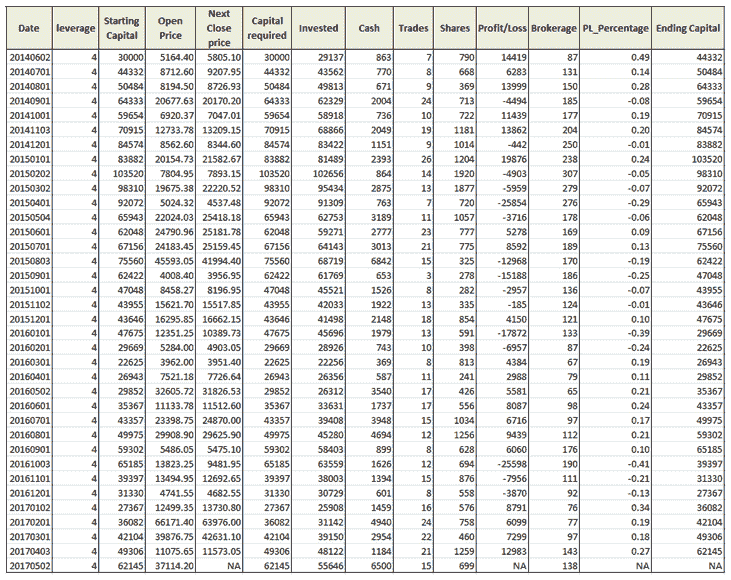 Date leverage Starting Capital Open Price Next Close price Capital required Invested Cash Trades Shares Profit/Loss Brokerage PL_Percentage Ending Capital
20140602 4 30000 5164.40 5805.10 30000 29137 863 7 790 14419 87 0.49 44332
20140701 4 44332 8712.60 9207.95 44332 43562 770 8 668 6283 131 0.14 50484
20140801 4 50484 8194.50 8726.93 50484 49813 671 9 369 13999 150 0.28 64333
20140901 4 64333 20677.63 20170.20 64333 62329 2004 24 713 -4494 185 -0.08 59654
20141001 4 59654 6920.37 7047.01 59654 58918 736 10 722 11439 177 0.19 70915
20141103 4 70915 12733.78 13209.15 70915 68866 2049 19 1181 13862 204 0.20 84574
20141201 4 84574 8562.60 8344.60 84574 83422 1151 9 1014 -442 250 -0.01 83882
20150101 4 83882 20154.73 21582.67 83882 81489 2393 26 1204 19876 238 0.24 103520
20150202 4 103520 7804.95 7893.15 103520 102656 864 14 1920 -4903 307 -0.05 98310
20150302 4 98310 19675.38 22220.52 98310 95434 2875 13 1877 -5959 279 -0.07 92072
20150401 4 92072 5024.32 4537.48 92072 91309 763 7 720 -25854 276 -0.29 65943
20150504 4 65943 22024.03 25418.18 65943 62753 3189 11 1057 -3716 178 -0.06 62048
20150601 4 62048 24790.96 25181.78 62048 59271 2777 23 777 5278 169 0.09 67156
20150701 4 67156 24183.45 25159.45 67156 64143 3013 21 775 8592 189 0.13 75560
20150803 4 75560 45593.05 41994.40 75560 68719 6842 15 325 -12968 170 -0.19 62422
20150901 4 62422 4008.40 3956.95 62422 61769 653 3 278 -15188 186 -0.25 47048
20151001 4 47048 8458.27 8196.95 47048 45521 1526 8 282 -2957 136 -0.07 43955
20151102 4 43955 15621.70 15517.85 43955 42033 1922 13 335 -185 124 -0.01 43646
20151201 4 43646 16295.85 16662.15 43646 41498 2148 18 854 4150 121 0.10 47675
20160101 4 47675 12351.25 10389.73 47675 45696 1979 13 591 -17872 133 -0.39 29669
20160201 4 29669 5284.00 4903.05 29669 28926 743 10 398 -6957 87 -0.24 22625
20160301 4 22625 3962.00 3951.40 22625 22256 369 8 813 4384 67 0.19 26943
20160401 4 26943 7521.18 7726.64 26943 26356 587 11 241 2988 79 0.11 29852
20160502 4 29852 32605.72 31826.53 29852 26312 3540 17 426 5581 65 0.21 35367
20160601 4 35367 11133.78 11512.60 35367 33631 1737 17 556 8087 98 0.24 43357
20160701 4 43357 23398.75 24870.00 43357 39408 3948 15 1034 6716 97 0.17 49975
20160801 4 49975 29908.90 29625.90 49975 45280 4694 12 1256 9439 112 0.21 59302
20160901 4 59302 5486.05 5475.10 59302 58403 899 8 628 6060 176 0.10 65185
20161003 4 65185 13823.25 9481.95 65185 63559 1626 12 694 -25598 190 -0.41 39397
20161101 4 39397 13494.95 12692.65 39397 38003 1394 15 876 -7956 111 -0.21 31330
20161201 4 31330 4741.55 4682.55 31330 30729 601 8 558 -3870 92 -0.13 27367
20170102 4 27367 12499.35 13730.80 27367 25908 1459 16 576 8791 76 0.34 36082
20170201 4 36082 66171.40 63976.00 36082 31142 4940 24 758 6099 77 0.19 42104
20170301 4 42104 39876.75 42631.10 42104 39150 2954 22 460 7299 97 0.18 49306
20170403 4 49306 11075.65 11573.05 49306 48122 1184 21 1259 12983 143 0.27 62145
20170502 4 62145 37114.20 NA 62145 55646 6500 15 699 NA 138 NA NA